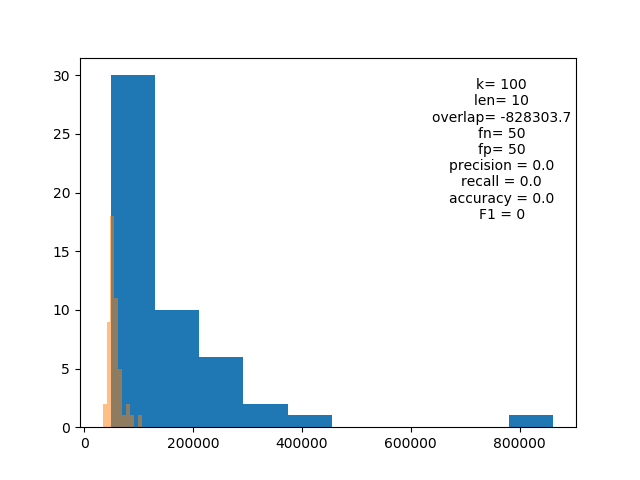 30
25
20
15
10
5
0
k= 100
len= 10
overlap= -828303.7
fn= 50
fp= 50
precision = 0.0
recall = 0.0
accuracy = 0.0
F1 = 0
0 200000 400000 600000 800000